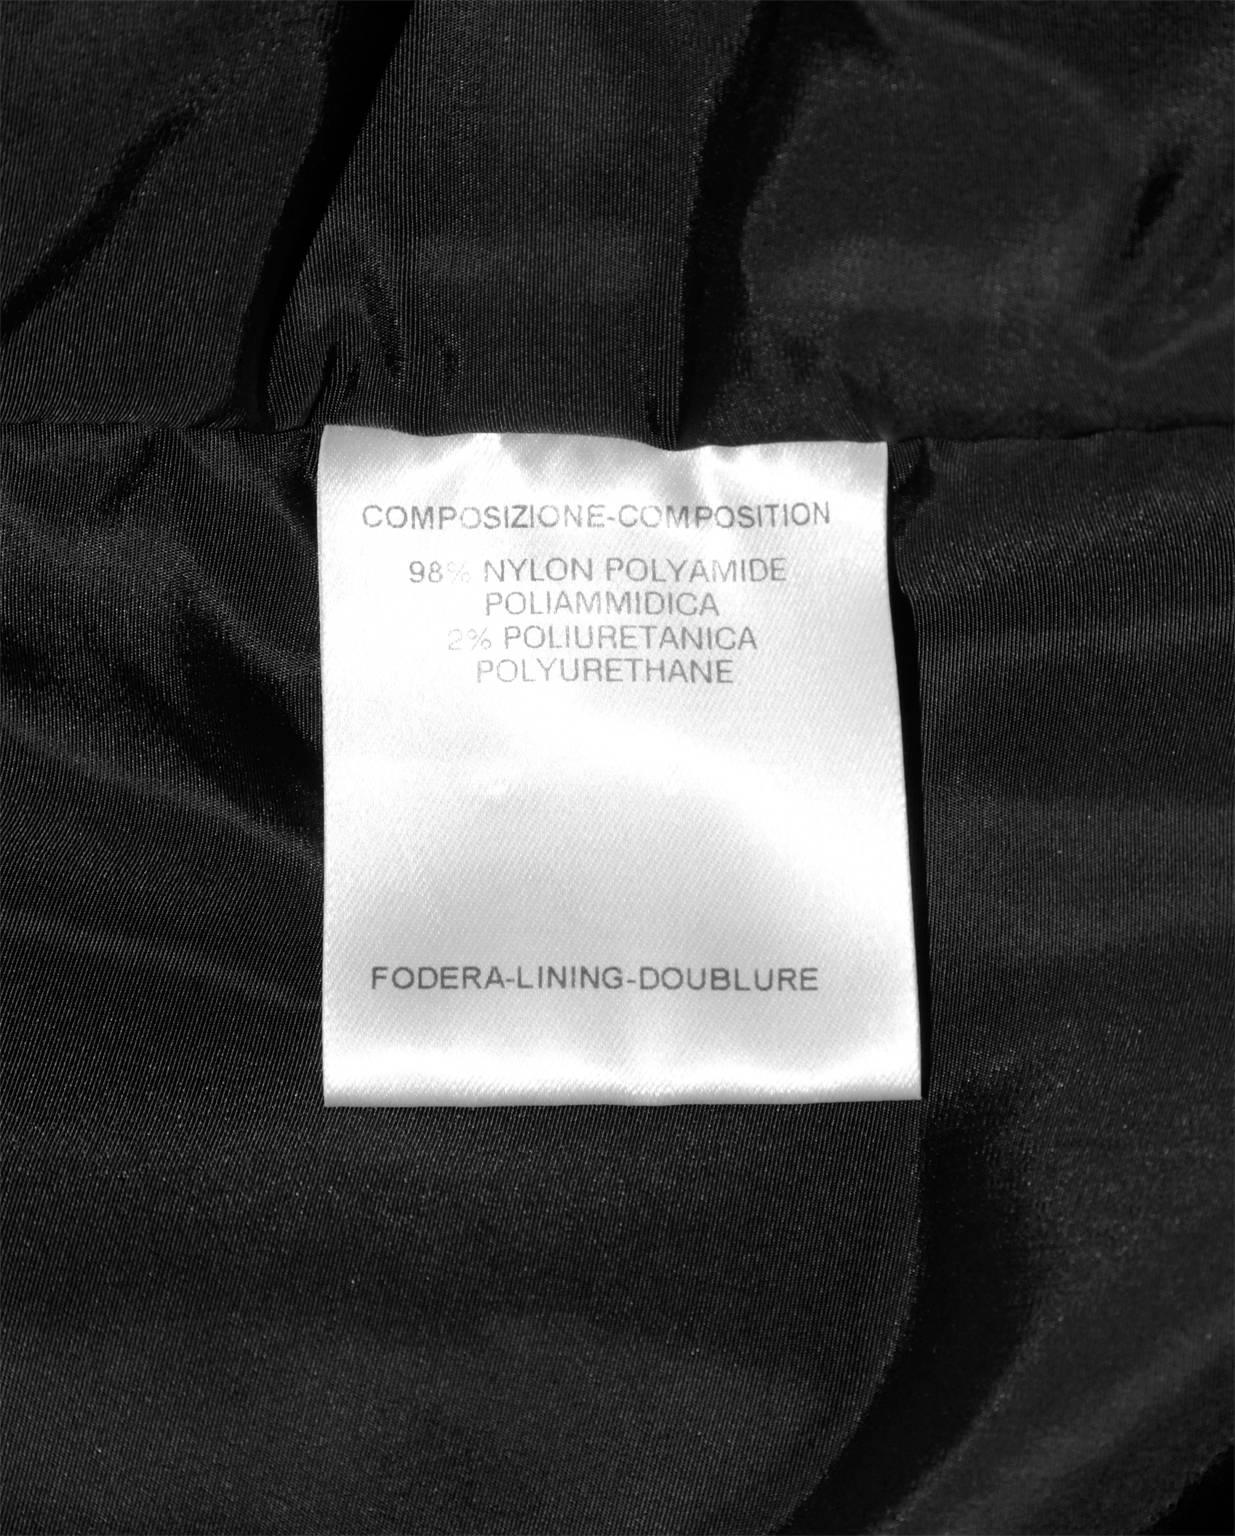 COMPOSIZIONE-COMPOSITION
98% NYLON POLYAMIDE
POLIAMMIDICA
2% POLIURETANICA
POLYURETHANE
FODERA-LINING-DOUBLURE